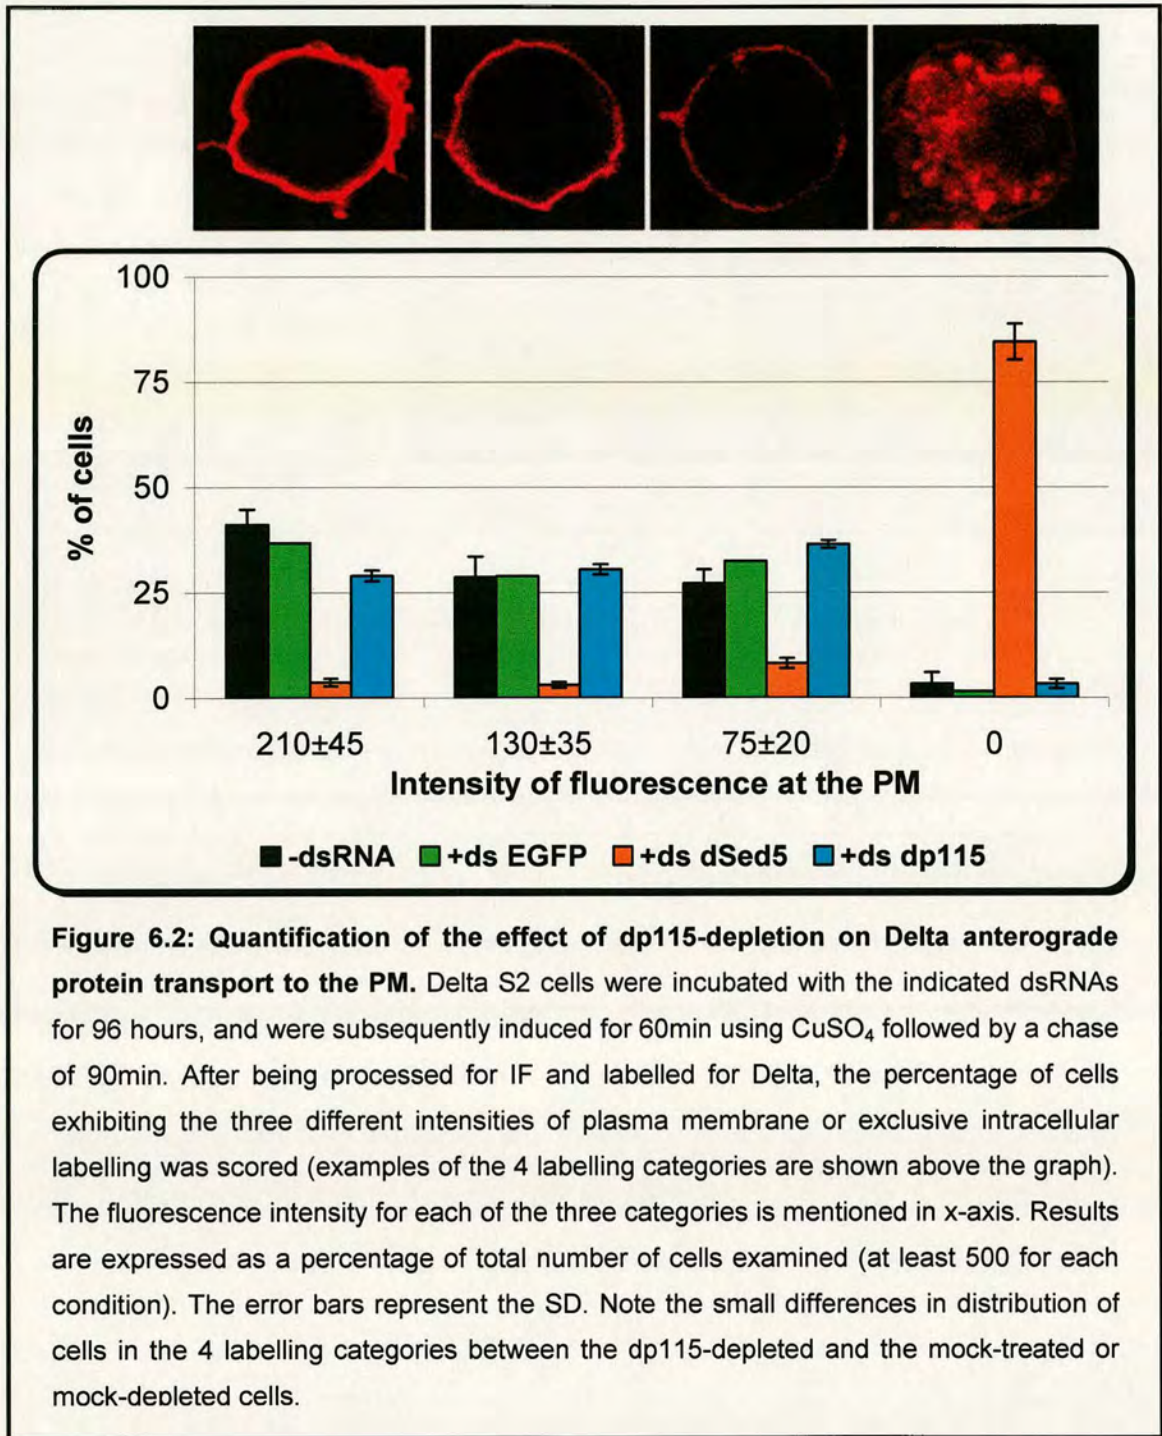 100
75
50
25
0
% of cells
210±45 130±35 75±20 0
Intensity of fluorescence at the PM
-dsRNA +ds EGFP +ds dSed5 +ds dp115
Figure 6.2: Quantification of the effect of dp115-depletion on Delta anterograde
protein transport to the PM. Delta S2 cells were incubated with the indicated dsRNAs
for 96 hours, and were subsequently induced for 60min using CuSO₄ followed by a chase
of 90min. After being processed for IF and labelled for Delta, the percentage of cells
exhibiting the three different intensities of plasma membrane or exclusive intracellular
labelling was scored (examples of the 4 labelling categories are shown above the graph).
The fluorescence intensity for each of the three categories is mentioned in x-axis. Results
are expressed as a percentage of total number of cells examined (at least 500 for each
condition). The error bars represent the SD. Note the small differences in distribution of
cells in the 4 labelling categories between the dp115-depleted and the mock-treated or
mock-depleted cells.